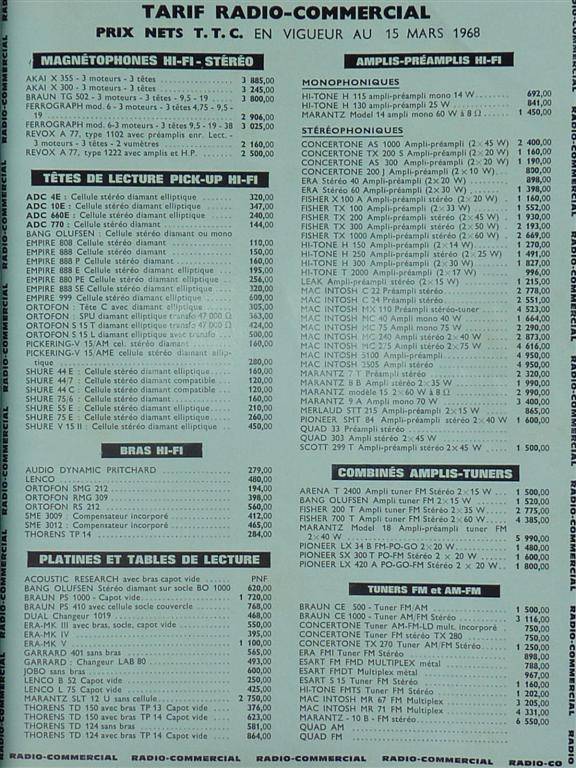 TARIF RADIO-COMMERCIAL
PRIX NETS T.T.C. EN VIGUEUR AU 15 MARS 1968
MAGNÉTOPHONES HI-FI - STÉRÉO
AKAI X 355 - 3 moteurs - 3 têtes 3 885,00
AKAI X 300 - 3 moteurs - 3 têtes 3 245,00
BRAUN TG 502 - 3 moteurs - 2 têtes - 9,5 - 19 3 800,00
FERROGRAPH mod. 6 - 3 moteurs - 3 têtes 4,75 - 9,5 -
19 2 906,00
FERROGRAPH mod. 6-3 moteurs - 3 têtes 9,5 - 19 - 38 3 025,00
REVOX A 77, type 1102 avec préamplis enr. Lect. -
3 moteurs - 3 têtes - 2 vumètres 2 160,00
REVOX A 77, type 1222 avec amplis et H.P. 2 500,00
TÊTES DE LECTURE PICK-UP HI-FI
ADC 4E : Cellule stéréo diamant elliptique 320,00
ADC 10E : Cellule stéréo diamant elliptique 347,00
ADC 660E : Cellule stéréo diamant elliptique 240,00
ADC 770 : Cellule stéréo diamant 144,00
BANG OLUFSEN : Cellule stéréo diamant ou mono
EMPIRE 808 Cellule stéréo diamant 110,00
EMPIRE 888 Cellule stéréo diamant 150,00
EMPIRE 888 P Cellule stéréo diamant 160,00
EMPIRE 888 E Cellule stéréo diamant elliptique 195,00
EMPIRE 880 PE Cellule stéréo diamant elliptique 256,00
EMPIRE 888 SE Cellule stéréo diamant elliptique 320,00
EMPIRE 999 Cellule stéréo diamant elliptique 600,00
ORTOFON : Tête C avec diamant elliptique 305,00
ORTOFON : SPU diamant elliptique transfo 47 000 Ω 363,00
ORTOFON S 15 T diamant elliptique transfo 47 000 Ω 424,00
ORTOFON S 15 L diamant elliptique avec transfo 500,00
PICKERING-V 15/AM cel. stéréo diamant 160,00
PICKERING-V 15/AME cellule stéréo diamant ellip-
tique 280,00
SHURE 44 E : Cellule stéréo diamant elliptique 160,00
SHURE 44/7 : Cellule stéréo diamant compatible 120,00
SHURE 44 C : Cellule stéréo diamant compatible 120,00
SHURE 75/6 : Cellule stéréo diamant 160,00
SHURE 55 E : Cellule stéréo diamant elliptique 210,00
SHURE 75 E : Cellule stéréo diamant elliptique 260,00
SHURE V 15 II : Cellule stéréo diamant elliptique 450,00
BRAS HI-FI
AUDIO DYNAMIC PRITCHARD 279,00
LENCO 480,00
ORTOFON SMG 212 194,00
ORTOFON RMG 309 398,00
ORTOFON RS 212 560,00
SME 3009 : Compensateur incorporé 412,00
SME 3012 : Compensateur incorporé 465,00
THORENS TP 14 284,00
PLATINES ET TABLES DE LECTURE
ACOUSTIC RESEARCH avec bras capot vide PNF
BANG OLUFSEN Stéréo diamant sur socle BO 1000 620,00
BRAUN PS 1000 - Capot vide 1 720,00
BRAUN PS 410 avec cellule socle couvercle 768,00
DUAL Changeur 1019 468,00
ERA-MK III avec bras, socle, capot vide 550,00
ERA-MK IV 375,00
ERA-MK V 1 100,00
GARRARD 401 sans bras 565,00
GARRARD : Changeur LAB 80 493,00
JOBO sans bras 600,00
LENCO B 52 Capot vide 250,00
LENCO L 75 Capot vide 425,00
MARANTZ SLT 12 U sans cellule 2 750,00
THORENS TD 150 avec bras TP 13 Capot vide 376,00
THORENS TD 150 avec bras TP 14 Capot vide 623,00
THORENS TD 124 sans bras 581,00
THORENS TD 124 avec bras TP 14 Capot vide 864,00
AMPLIS-PRÉAMPLIS HI-FI
MONOPHONIQUES
HI-TONE H 115 ampli-préampli mono 14 W 692,00
HI-TONE H 130 ampli-préampli 25 W 841,00
MARANTZ Model 14 ampli mono 60 W à 8 Ω 1 450,00
STÉRÉOPHONIQUES
CONCERTONE AS 1000 Ampli-préampli (2×45 W) 2 400,00
CONCERTONE TX 200 S Ampli-préampli (2×20 W) 1 160,00
CONCERTONE AS 300 Ampli-préampli (2×20 W) 1 190,00
CONCERTONE 200 J Ampli-préampli (2×10 W) 800,00
ERA Stéréo 40 Ampli-préampli (2×20 W) 898,00
ERA Stéréo 60 Ampli-préampli (2×30 W) 1 398,00
FISHER X 100 A Ampli-préampli stéréo (2×20 W) 1 160,00
FISHER TX 100 Ampli-préampli (2×33 W) 1 552,00
FISHER TX 200 Ampli-préampli stéréo (2×45 W) 1 930,00
FISHER TX 300 Ampli-préampli stéréo (2×50 W) 2 193,00
FISHER TX 1000 Ampli-préampli stéréo (2×60 W) 2 669,00
HI-TONE H 150 Ampli-préampli (2×14 W) 1 270,00
HI-TONE H 250 Ampli-préampli stéréo (2×25 W) 1 491,00
HI-TONE H 300 Ampli-préampli (2×30 W) 1 827,00
HI-TONE T 2000 Ampli-préampli (2×17 W) 996,00
LEAK Ampli-préampli stéréo (2×15 W) 1 215,00
MAC INTOSH C 22 Préampli stéréo 2 778,00
MAC INTOSH C 24 Préampli stéréo 2 551,00
MAC INTOSH MX 110 Préampli stéréo-tuner 4 523,00
MAC INTOSH MC 40 Ampli mono 40 W 1 664,00
MAC INTOSH MC 75 Ampli mono 75 W 2 290,00
MAC INTOSH MC 240 Ampli stéréo 2×40 W 2 873,00
MAC INTOSH MC 275 Ampli stéréo 2×75 W 4 616,00
MAC INTOSH 5100 Ampli-préampli 4 950,00
MAC INTOSH 2505 Ampli stéréo 4 950,00
MARANTZ 7 T Préampli stéréo 2 320,00
MARANTZ 8 B Ampli stéréo 2×35 W 1 990,00
MARANTZ modèle 15 2×60 W à 8 Ω 2 990,00
MARANTZ 9 A Ampli mono 70 W 3 400,00
MERLAUD STT 215 Ampli-préampli 2×15 W 865,00
PIONEER SMT 84 Ampli-préampli stéréo 2×40 W 1 600,00
QUAD 33 Préampli stéréo
QUAD 303 Ampli stéréo 2×45 W
SCOTT 299 T Ampli-préampli stéréo 2×45 W 1 500,00
COMBINÉS AMPLIS-TUNERS
ARENA T 2400 Ampli tuner FM Stéréo 2×15 W 1 500,00
BANG OLUFSEN Ampli tuner FM 2×15 W 1 520,00
FISHER 200 T Ampli tuner FM Stéréo 2×35 W 2 775,00
FISHER 700 T Ampli tuner FM Stéréo 2×60 W 4 385,00
MARANTZ Model 18 Ampli-préampli tuner FM
2×40 W 5 990,00
PIONEER LX 34 B FM-PO-GO 2×20 W 1 480,00
PIONEER SX 300 T PO-FM Stéréo 2×20 W 1 600,00
PIONEER LX 420 A PO-GO-FM Stéréo 2×20 W 1 800,00
TUNERS FM et AM-FM
BRAUN CE 500 - Tuner FM/AM 1 500,00
BRAUN CE 1000 - Tuner AM/FM Stéréo 3 116,00
CONCERTONE Tuner AM-FM-LD mult. incorporé 750,00
CONCERTONE Tuner FM stéréo TX 280 750,00
CONCERTONE TX 270 Tuner AM/FM Stéréo 1 250,00
ERA FMI Tuner FM Stéréo 898,00
ESART FM FMD MULTIPLEX métal 788,00
ESART FMDT Multiplex métal 967,00
ESART S 15 Tuner FM Stéréo 1 160,00
HI-TONE FMTS Tuner FM Stéréo 1 202,00
MAC INTOSH MR 67 FM Multiplex 3 205,00
MAC INTOSH MR 71 FM Multiplex 4 331,00
MARANTZ - 10 B - FM stéréo 6 550,00
QUAD AM
QUAD FM
RADIO-COMMERCIAL RADIO-COMMERCIAL RADIO-COMMERCIAL RADIO-COMMERCIAL RADIO-CO